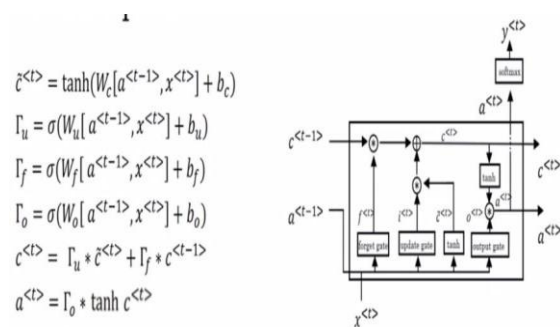 c̃^{<t>} = tanh(W_c[a^{<t−1>}, x^{<t>}] + b_c)
Γ_u = σ(W_u[ a^{<t−1>}, x^{<t>}] + b_u)
Γ_f = σ(W_f[ a^{<t−1>}, x^{<t>}] + b_f)
Γ_o = σ(W_o[ a^{<t−1>}, x^{<t>}] + b_o)
c^{<t>} = Γ_u * c̃^{<t>} + Γ_f * c^{<t−1>}
a^{<t>} = Γ_o * tanh c^{<t>}
y^{<t>}
softmax
a^{<t>}
c^{<t−1>}
c^{<t>}
c^{<t>}
tanh
a^{<t−1>}
f^{<t>}
i^{<t>}
c̃^{<t>}
o^{<t>}
a^{<t>}
a^{<t>}
forget gate
update gate
tanh
output gate
x^{<t>}